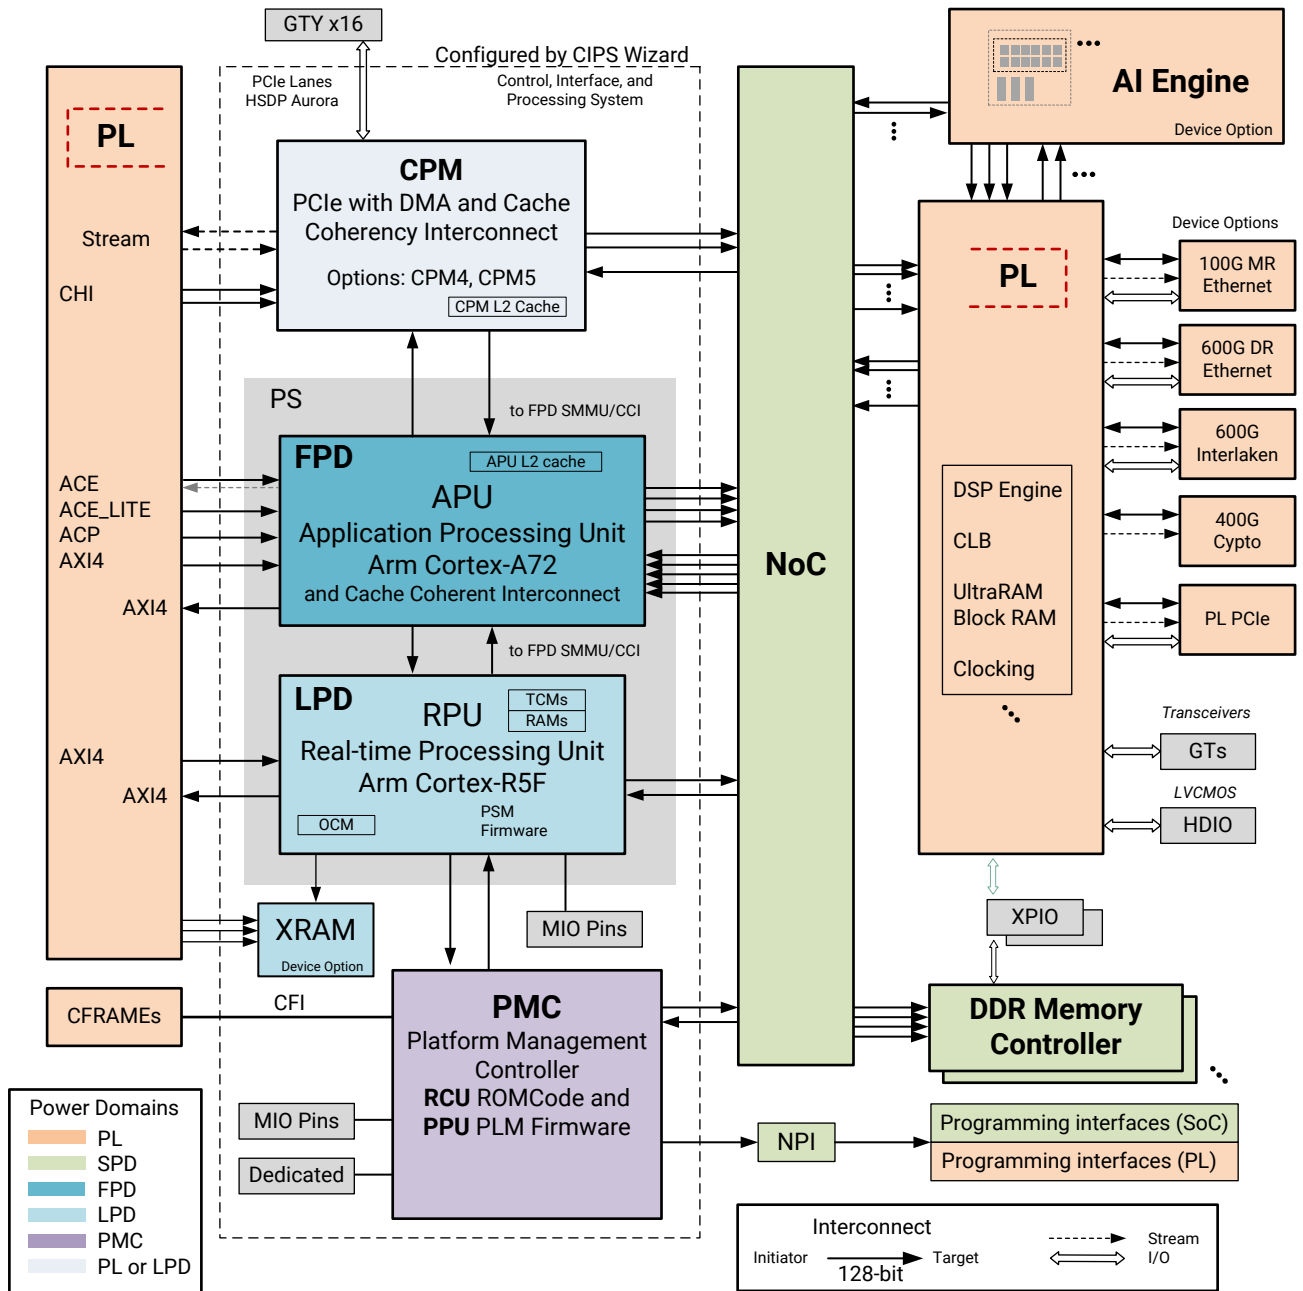 GTY x16
Configured by CIPS Wizard
PCIe Lanes
HSDP Aurora
Control, Interface, and
Processing System
AI Engine
Device Option
PL
CPM
PCIe with DMA and Cache
Coherency Interconnect
Options: CPM4, CPM5
CPM L2 Cache
Stream
CHI
PL
Device Options
100G MR
Ethernet
600G DR
Ethernet
600G
Interlaken
400G
Cypto
PL PCIe
PS
to FPD SMMU/CCI
FPD
APU L2 cache
APU
Application Processing Unit
Arm Cortex-A72
and Cache Coherent Interconnect
ACE
ACE_LITE
ACP
AXI4
AXI4
NoC
DSP Engine
CLB
UltraRAM
Block RAM
Clocking
to FPD SMMU/CCI
LPD
TCMs
RAMs
RPU
Real-time Processing Unit
Arm Cortex-R5F
OCM
PSM
Firmware
AXI4
AXI4
Transceivers
GTs
LVCMOS
HDIO
XPIO
XRAM
Device Option
MIO Pins
CFRAMEs
CFI
PMC
Platform Management
Controller
RCU ROMCode and
PPU PLM Firmware
DDR Memory
Controller
MIO Pins
Dedicated
NPI
Programming interfaces (SoC)
Programming interfaces (PL)
Power Domains
PL
SPD
FPD
LPD
PMC
PL or LPD
Interconnect
Initiator
Target
128-bit
Stream
I/O